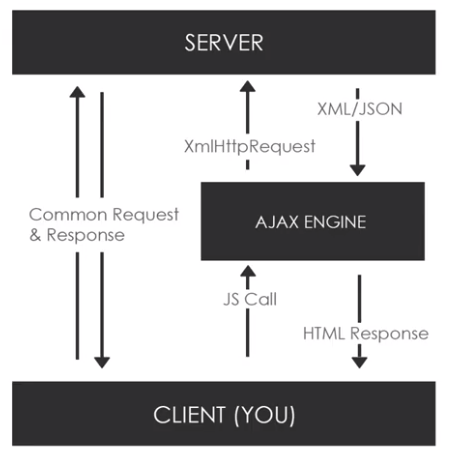 SERVER
XML/JSON
XmlHttpRequest
Common Request
& Response
AJAX ENGINE
JS Call
HTML Response
CLIENT (YOU)